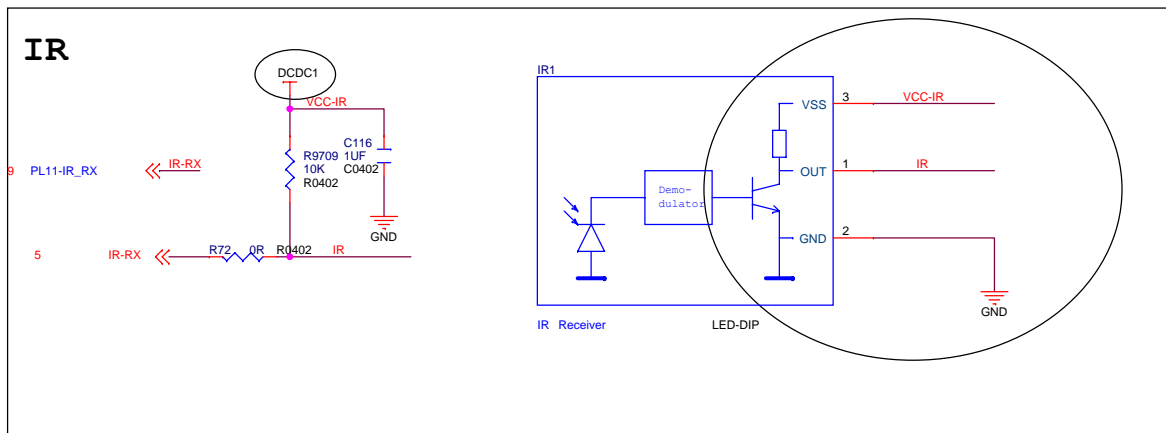 IR
DCDC1
VCC-IR
C116
1UF
C0402
R9709
10K
R0402
9 PL11-IR_RX IR-RX
GND
5 IR-RX R72 0R R0402 IR
IR1
VSS 3 VCC-IR
OUT 1 IR
Demo-
dulator
GND 2
GND
IR Receiver LED-DIP